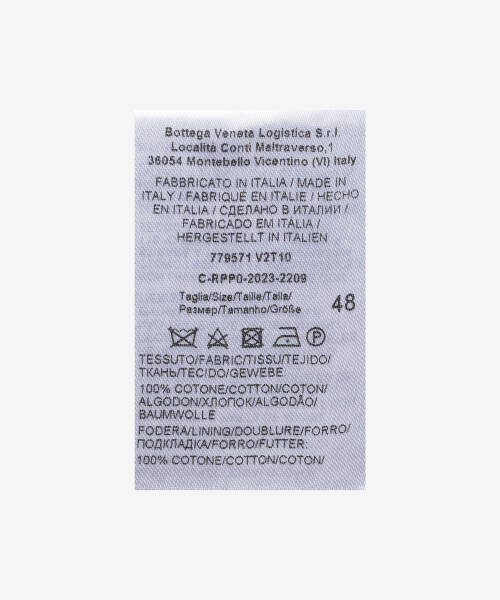 Bottega Veneta Logistica S.r.l.
Località Conti Maltraverso,1
36054 Montebello Vicentino (VI) Italy
FABBRICATO IN ITALIA / MADE IN
ITALY / FABRIQUÉ EN ITALIE / HECHO
EN ITALIA / СДЕЛАНО В ИТАЛИИ /
FABRICADO EM ITÁLIA /
HERGESTELLT IN ITALIEN
779571 V2T10
C-RPP0-2023-2209
Taglia/Size/Taille/Talla/
Размер/Tamanho/Größe
48
TESSUTO/FABRIC/TISSU/TEJIDO/
ТКАНЬ/TECIDO/GEWEBE
100% COTONE/COTTON/COTON/
ALGODON/ХЛОПОК/ALGODÃO/
BAUMWOLLE
FODERA/LINING/DOUBLURE/FORRO/
ПОДКЛАДКА/FORRO/FUTTER:
100% COTONE/COTTON/COTON/